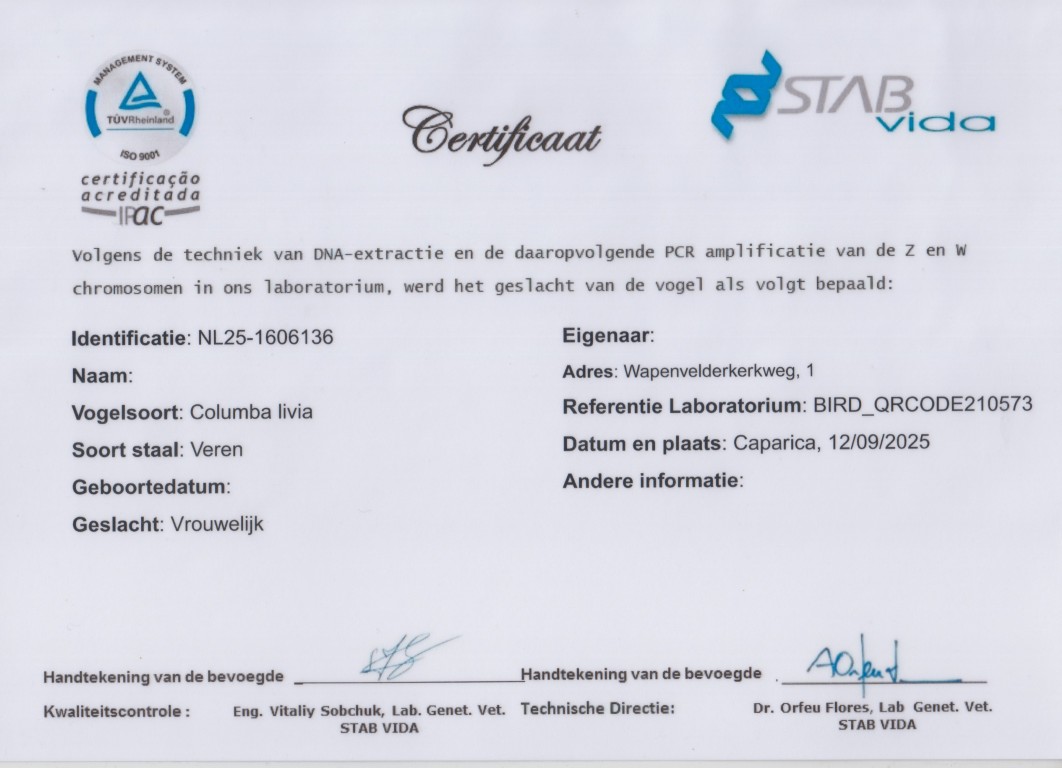 MANAGEMENT SYSTEM
TÜVRheinland®
ISO 9001
certificação
acreditada
IPAC
Certificaat
STAB
vida
Volgens de techniek van DNA-extractie en de daaropvolgende PCR amplificatie van de Z en W
chromosomen in ons laboratorium, werd het geslacht van de vogel als volgt bepaald:
Identificatie: NL25-1606136
Naam:
Vogelsoort: Columba livia
Soort staal: Veren
Geboortedatum:
Geslacht: Vrouwelijk
Eigenaar:
Adres: Wapenvelderkerkweg, 1
Referentie Laboratorium: BIRD_QRCODE210573
Datum en plaats: Caparica, 12/09/2025
Andere informatie:
Handtekening van de bevoegde
Kwaliteitscontrole :
Eng. Vitaliy Sobchuk, Lab. Genet. Vet.
STAB VIDA
Handtekening van de bevoegde
Technische Directie:
Dr. Orfeu Flores, Lab Genet. Vet.
STAB VIDA